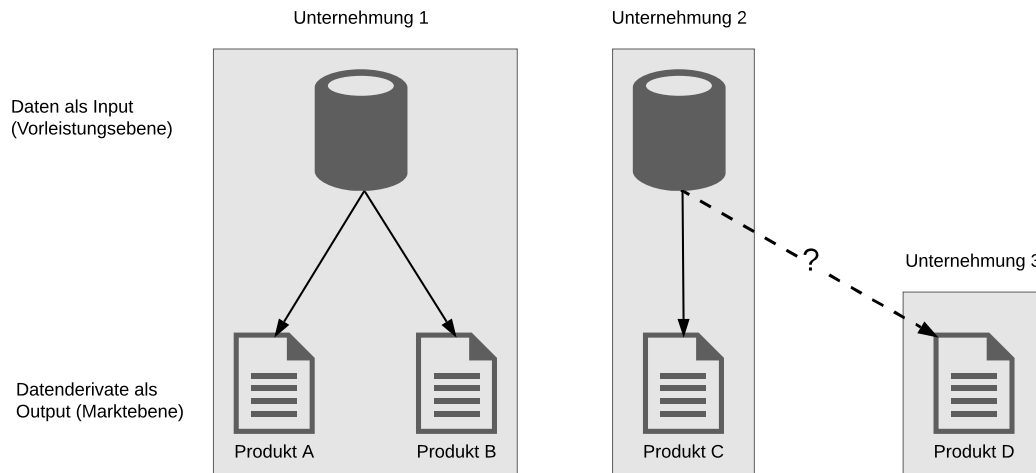 Unternehmung 1
Unternehmung 2
Daten als Input
(Vorleistungsebene)
?
Unternehmung 3
Datenderivate als
Output (Marktebene)
Produkt A
Produkt B
Produkt C
Produkt D